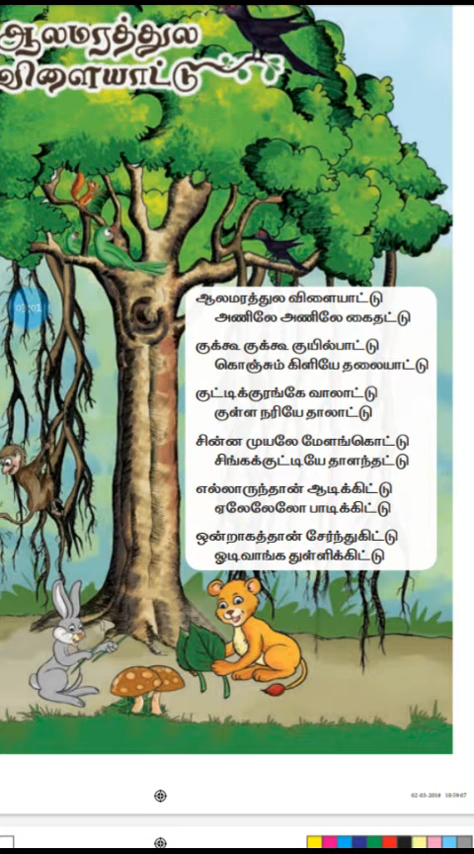 ஆலமரத்துல
விளையாட்டு
ஆலமரத்துல விளையாட்டு
அணிலே அணிலே கைதட்டு
குக்கூ குக்கூ குயில்பாட்டு
கொஞ்சும் கிளியே தலையாட்டு
குட்டிக்குரங்கே வாலாட்டு
குள்ள நரியே தாலாட்டு
சின்ன முயலே மேளங்கொட்டு
சிங்கக்குட்டியே தாளந்தட்டு
எல்லாருந்தான் ஆடிக்கிட்டு
ஏலேலேலோ பாடிக்கிட்டு
ஒன்றாகத்தான் சேர்ந்துகிட்டு
ஓடிவாங்க துள்ளிக்கிட்டு
02-03-2018 18:59:07